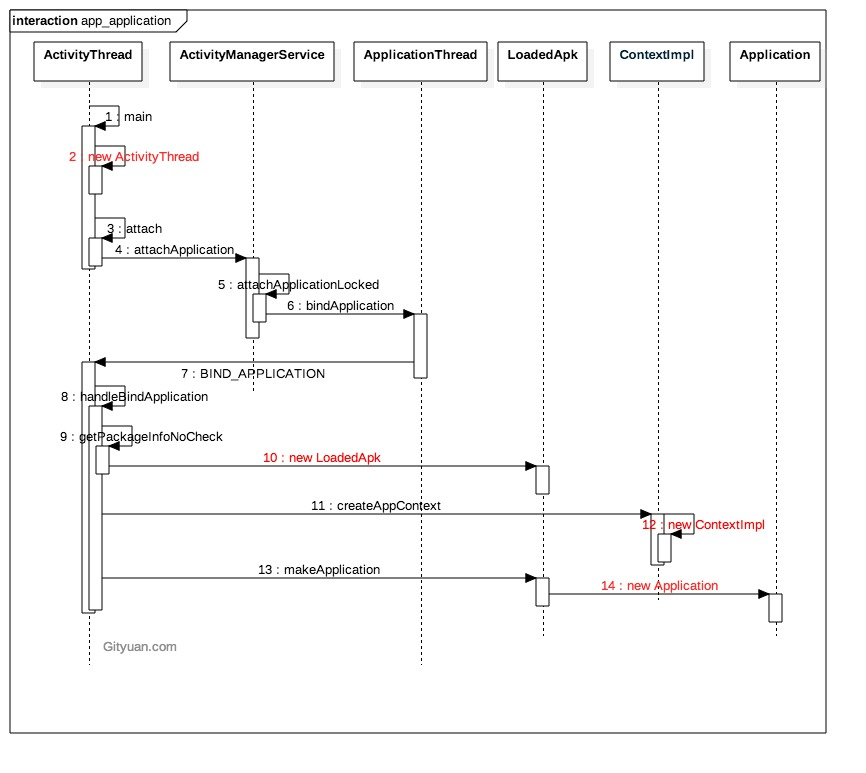 interaction app_application
ActivityThread
ActivityManagerService
ApplicationThread
LoadedApk
ContextImpl
Application
1 : main
2 : new ActivityThread
3 : attach
4 : attachApplication
5 : attachApplicationLocked
6 : bindApplication
7 : BIND_APPLICATION
8 : handleBindApplication
9 : getPackageInfoNoCheck
10 : new LoadedApk
11 : createAppContext
12 : new ContextImpl
13 : makeApplication
14 : new Application
Gityuan.com